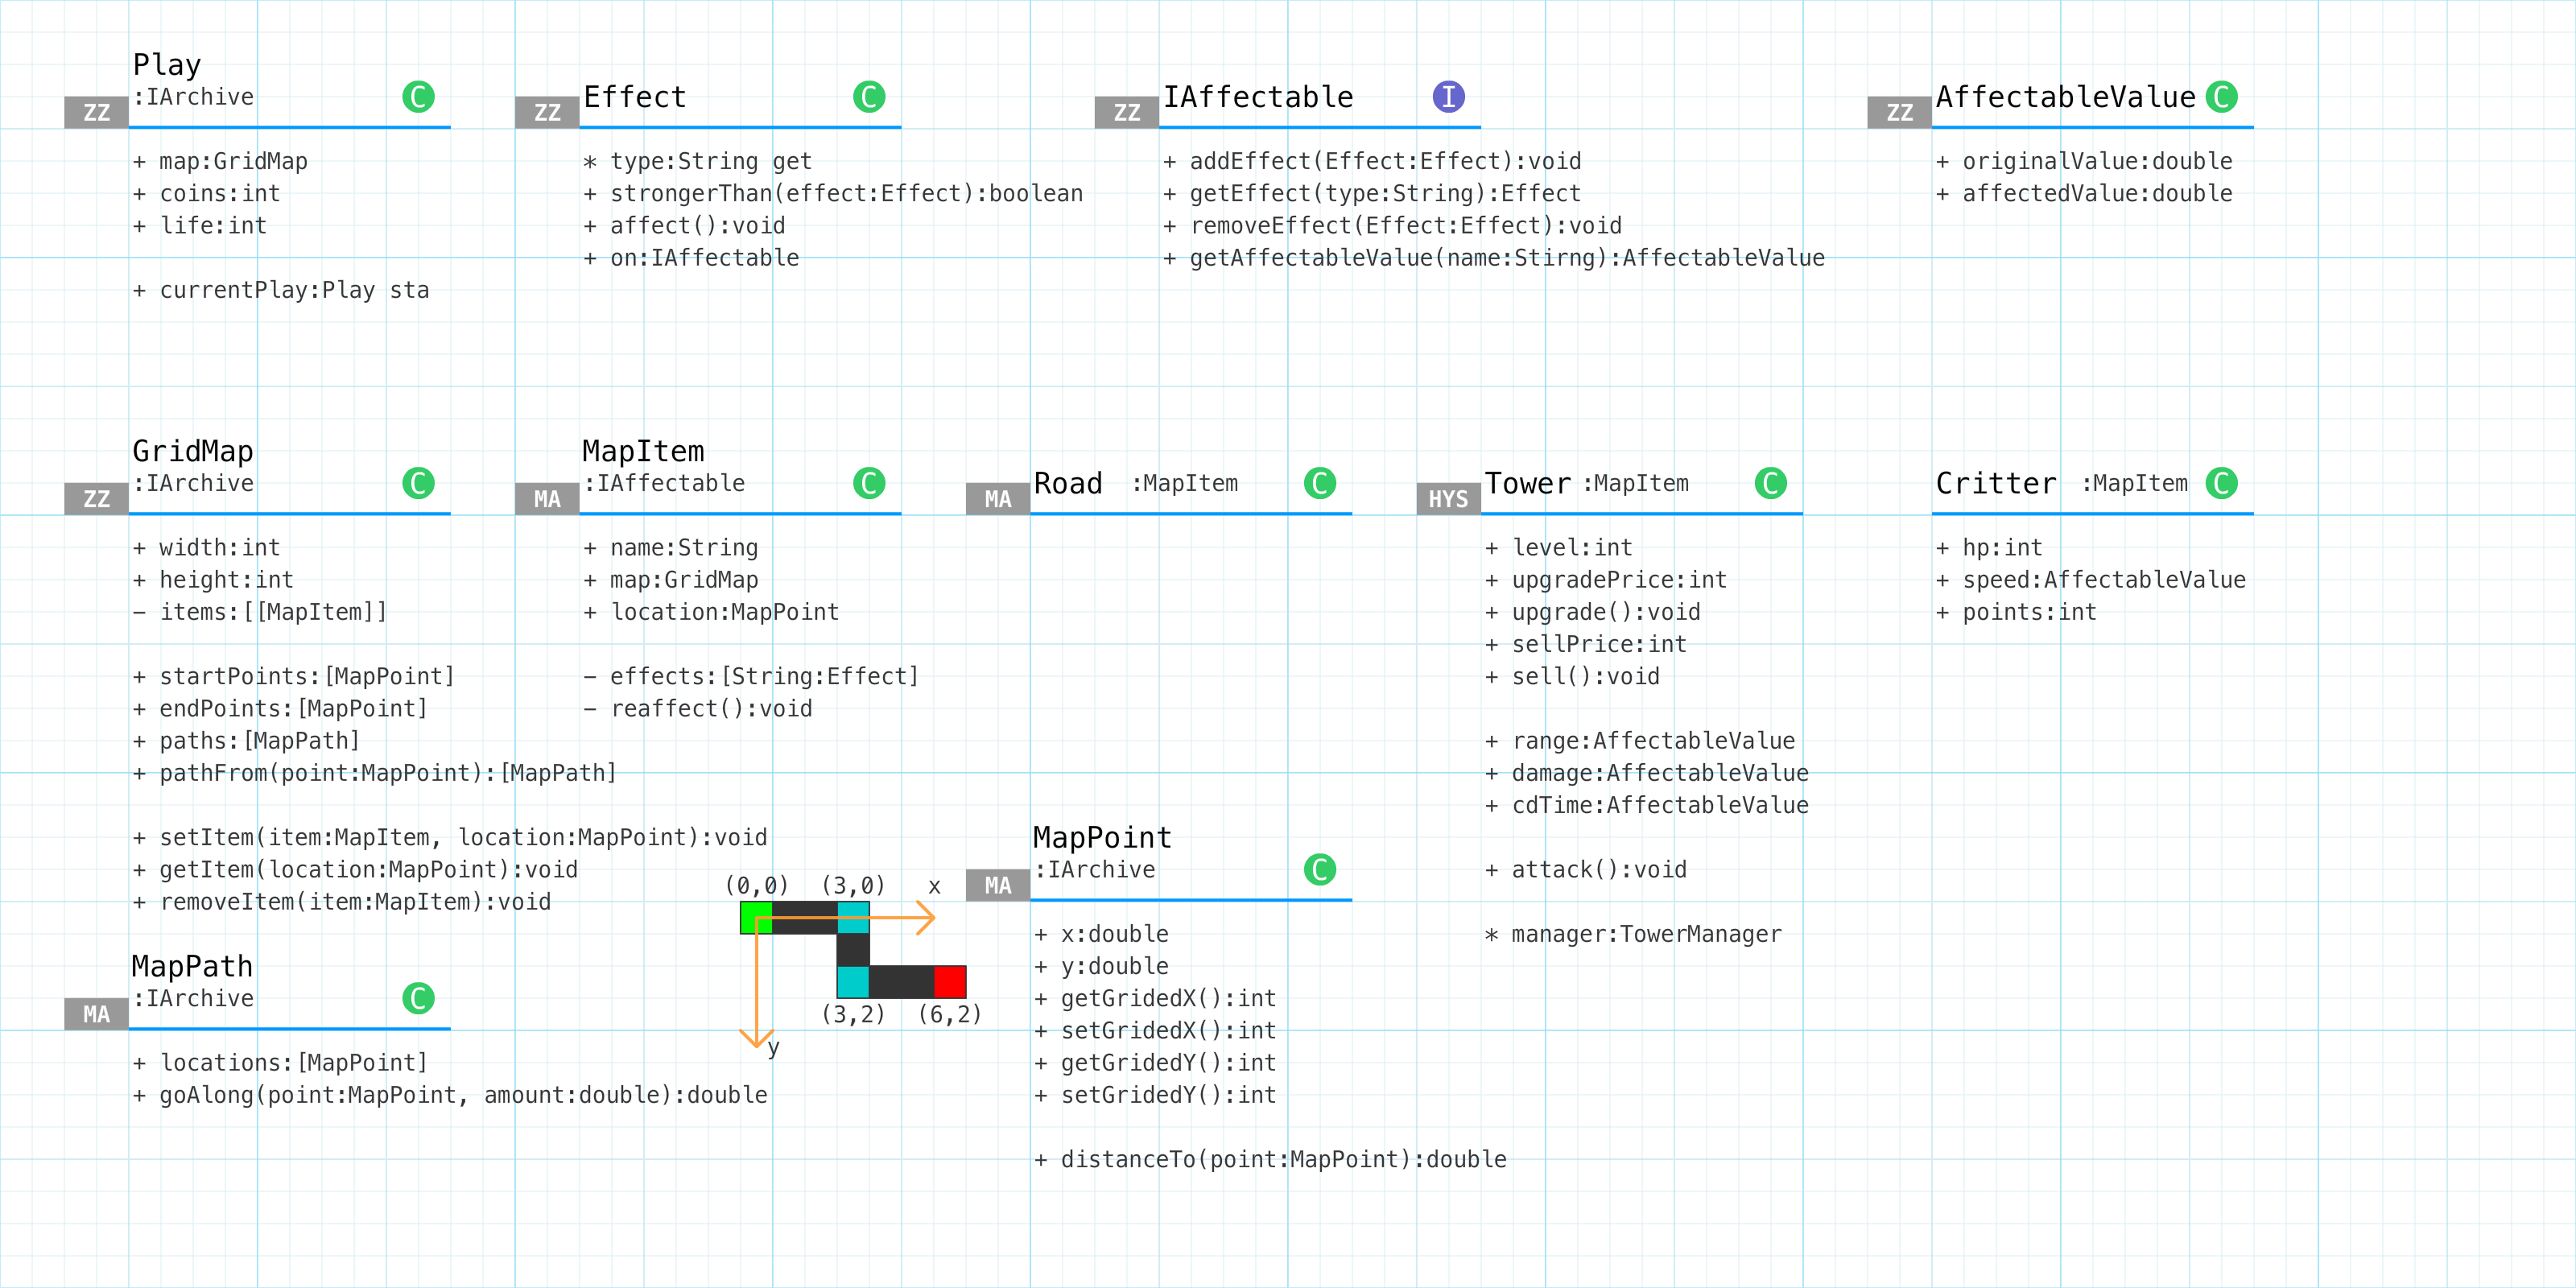 Play
:IArchive
C
ZZ
+ map:GridMap
+ coins:int
+ life:int
+ currentPlay:Play sta
Effect
C
ZZ
* type:String get
+ strongerThan(effect:Effect):boolean
+ affect():void
+ on:IAffectable
IAffectable
I
ZZ
+ addEffect(Effect:Effect):void
+ getEffect(type:String):Effect
+ removeEffect(Effect:Effect):void
+ getAffectableValue(name:Stirng):AffectableValue
AffectableValue
C
ZZ
+ originalValue:double
+ affectedValue:double
GridMap
:IArchive
C
ZZ
+ width:int
+ height:int
− items:[[MapItem]]
+ startPoints:[MapPoint]
+ endPoints:[MapPoint]
+ paths:[MapPath]
+ pathFrom(point:MapPoint):[MapPath]
+ setItem(item:MapItem, location:MapPoint):void
+ getItem(location:MapPoint):void
+ removeItem(item:MapItem):void
MapItem
:IAffectable
C
MA
+ name:String
+ map:GridMap
+ location:MapPoint
− effects:[String:Effect]
− reaffect():void
Road :MapItem
C
MA
Tower :MapItem
C
HYS
+ level:int
+ upgradePrice:int
+ upgrade():void
+ sellPrice:int
+ sell():void
+ range:AffectableValue
+ damage:AffectableValue
+ cdTime:AffectableValue
+ attack():void
* manager:TowerManager
Critter :MapItem
C
+ hp:int
+ speed:AffectableValue
+ points:int
MapPath
:IArchive
C
MA
+ locations:[MapPoint]
+ goAlong(point:MapPoint, amount:double):double
(0,0) (3,0) x
(3,2) (6,2)
y
MapPoint
:IArchive
C
MA
+ x:double
+ y:double
+ getGridedX():int
+ setGridedX():int
+ getGridedY():int
+ setGridedY():int
+ distanceTo(point:MapPoint):double